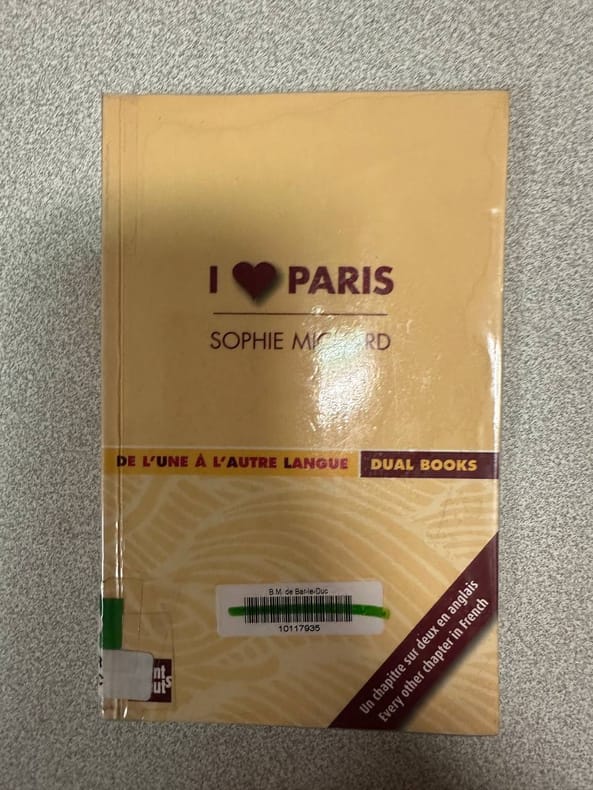 I ♥ PARIS
SOPHIE
DE L'UNE À L'AUTRE LANGUE
DUAL BOOKS
B.M. de Bar-le-Duc
10117935
Un chapitre sur deux en anglais
Every other chapter in French